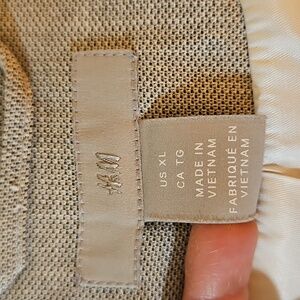 H&M
US XL
CA TG
MADE IN
VIETNAM
FABRIQUÉ EN
VIETNAM